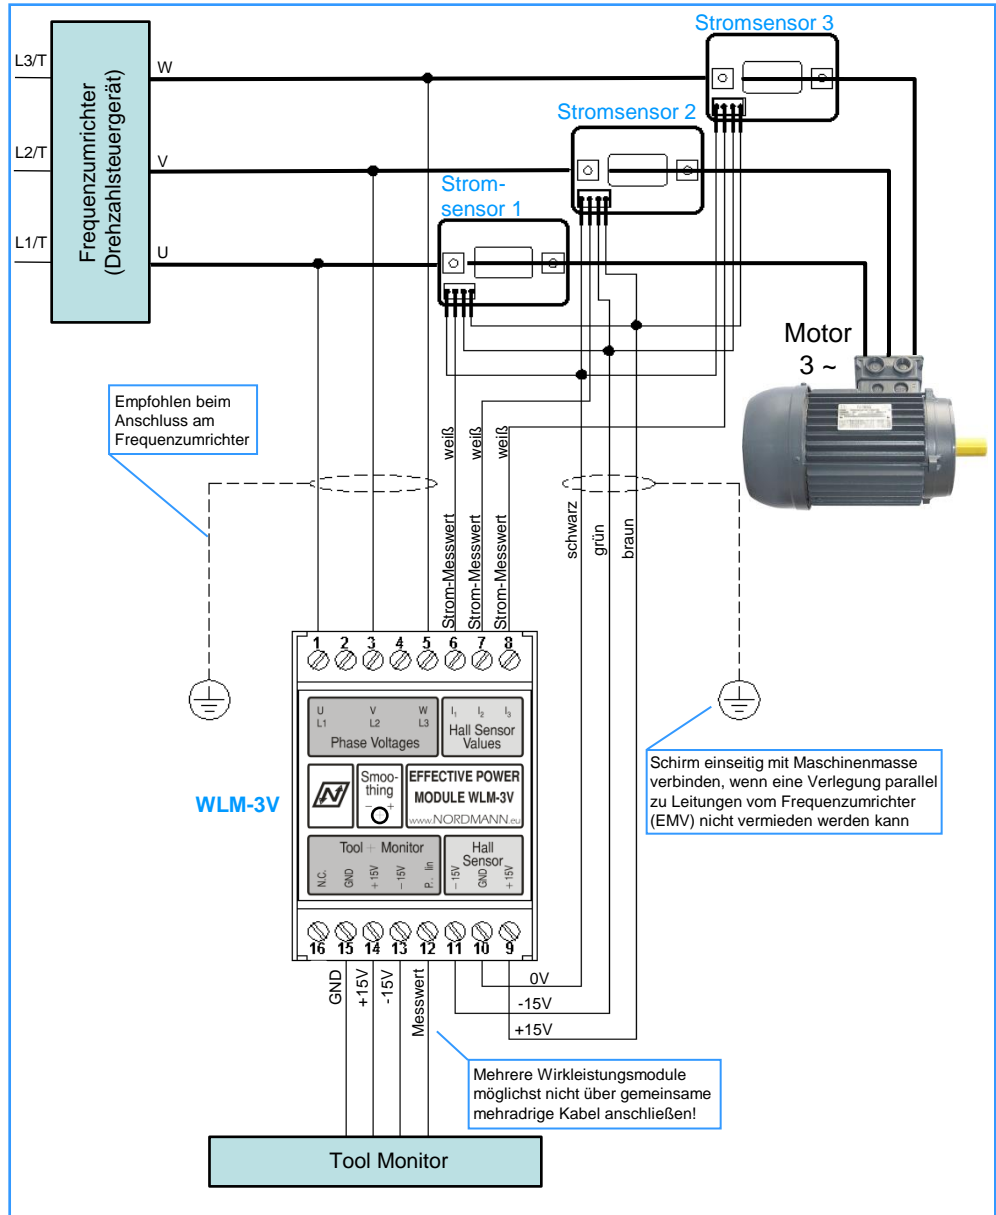 Stromsensor 3
L3/T
W
Stromsensor 2
L2/T
V
Strom-
sensor 1
L1/T
U
Frequenzumrichter
(Drehzahlsteuergerät)
Motor
3 ~
Empfohlen beim
Anschluss am
Frequenzumrichter
weiß
weiß
weiß
Strom-Messwert
Strom-Messwert
Strom-Messwert
schwarz
grün
braun
1 2 3 4 5 6 7 8
U V W
L1 L2 L3
Phase Voltages
I1 I2 I3
Hall Sensor
Values
Schirm einseitig mit Maschinenmasse
verbinden, wenn eine Verlegung parallel
zu Leitungen vom Frequenzumrichter
(EMV) nicht vermieden werden kann
WLM-3V
Smoo-
thing
- +
EFFECTIVE POWER
MODULE WLM-3V
www.NORDMANN.eu
Tool + Monitor
N.C.
GND
+15V
-15V
P.. lin
Hall
Sensor
-15V
GND
+15V
16 15 14 13 12 11 10 9
GND
+15V
-15V
Messwert
0V
-15V
+15V
Mehrere Wirkleistungsmodule
möglichst nicht über gemeinsame
mehradrige Kabel anschließen!
Tool Monitor